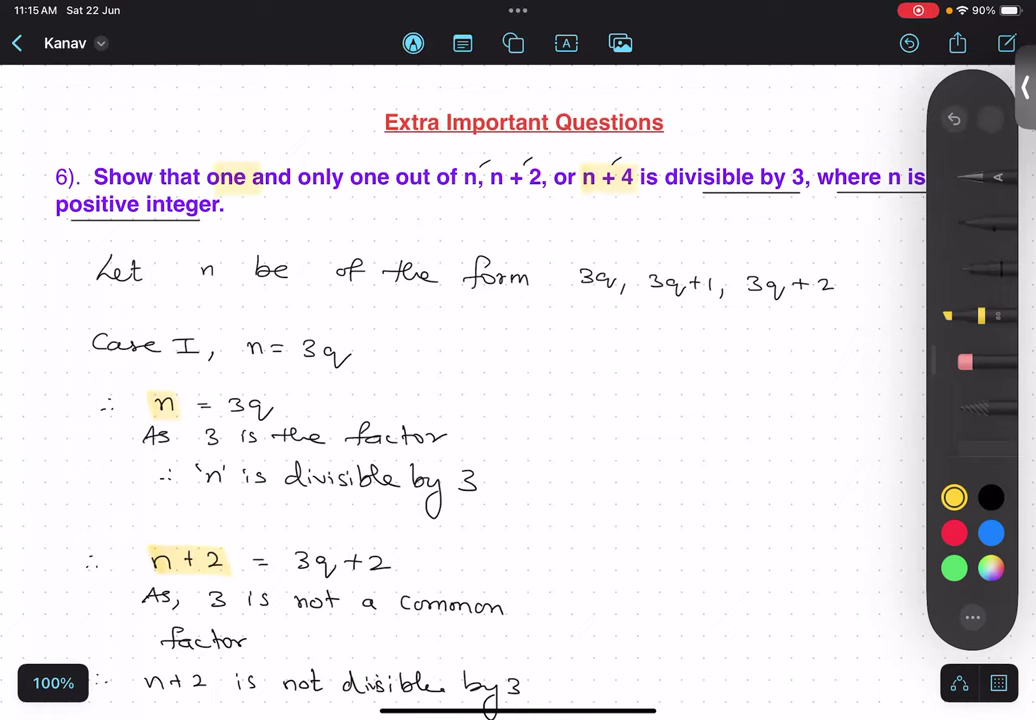 11:15 AM Sat 22 Jun
90%
Kanav
Extra Important Questions
6). Show that one and only one out of n, n + 2, or n + 4 is divisible by 3, where n is
positive integer.
Let n be of the form 3q, 3q+1, 3q+2
Case I, n = 3q
∴ n = 3q
As 3 is the factor
∴ 'n' is divisible by 3
∴ n+2 = 3q+2
As, 3 is not a common
factor
∴ n+2 is not divisible by 3
100%